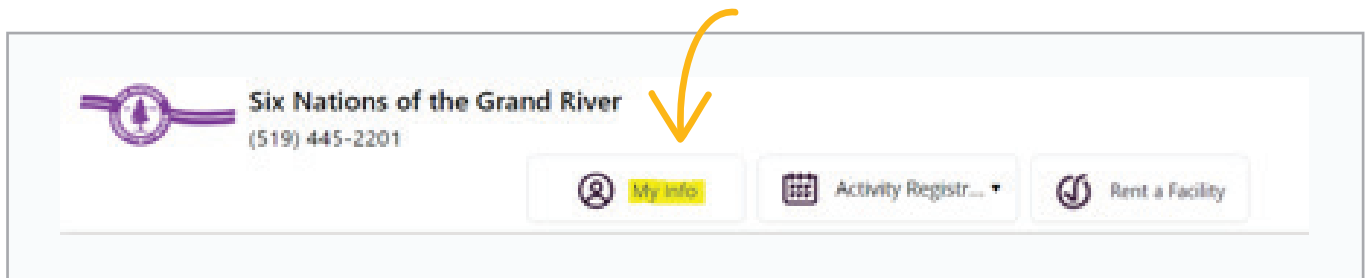 Six Nations of the Grand River
(519) 445-2201
My Info
Activity Registr...
Rent a Facility